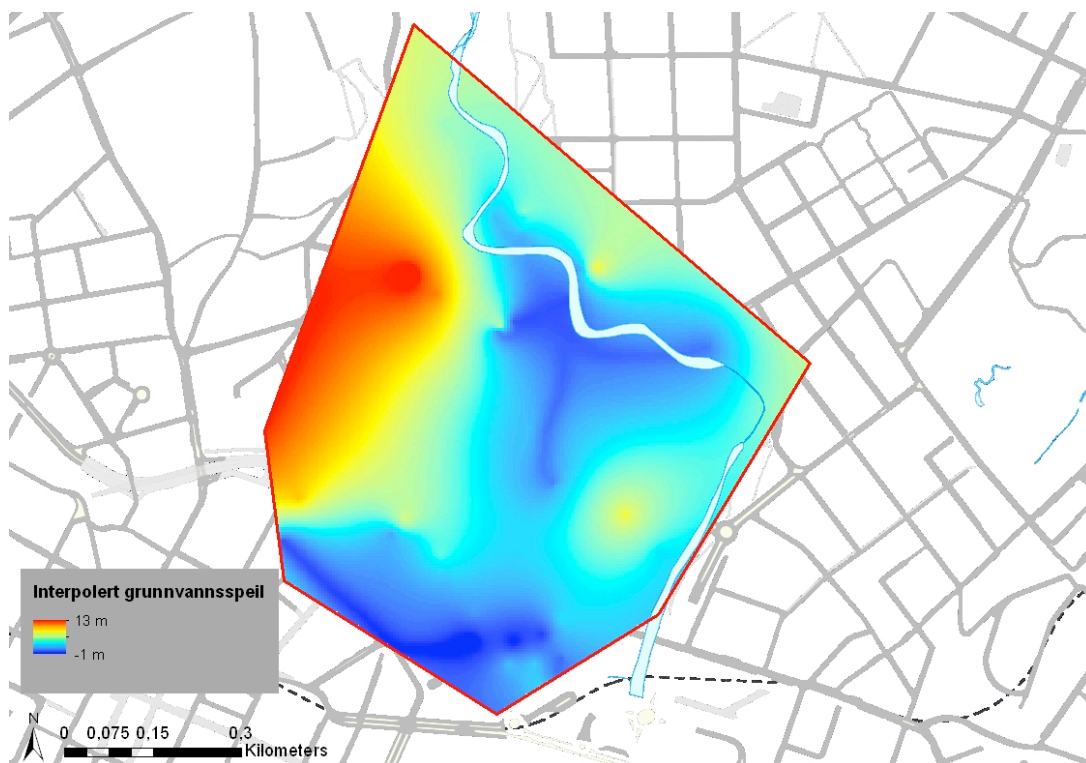 Interpolert grunnvannsspeil
13 m
-1 m
N
0 0,075 0,15 0,3
Kilometers